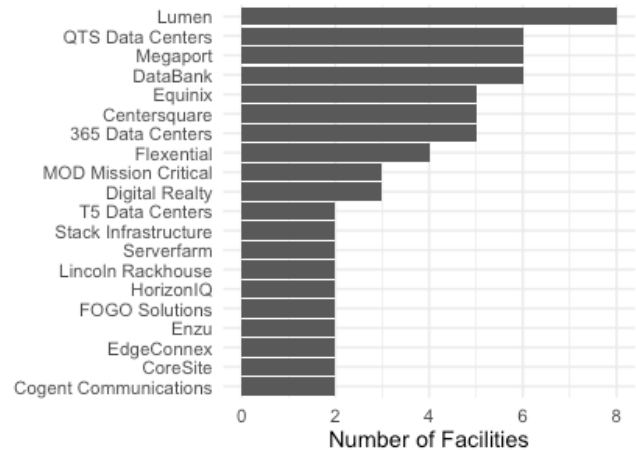 Lumen
QTS Data Centers
Megaport
DataBank
Equinix
Centersquare
365 Data Centers
Flexential
MOD Mission Critical
Digital Realty
T5 Data Centers
Stack Infrastructure
Serverfarm
Lincoln Rackhouse
HorizonIQ
FOGO Solutions
Enzu
EdgeConnex
CoreSite
Cogent Communications
0 2 4 6 8
Number of Facilities